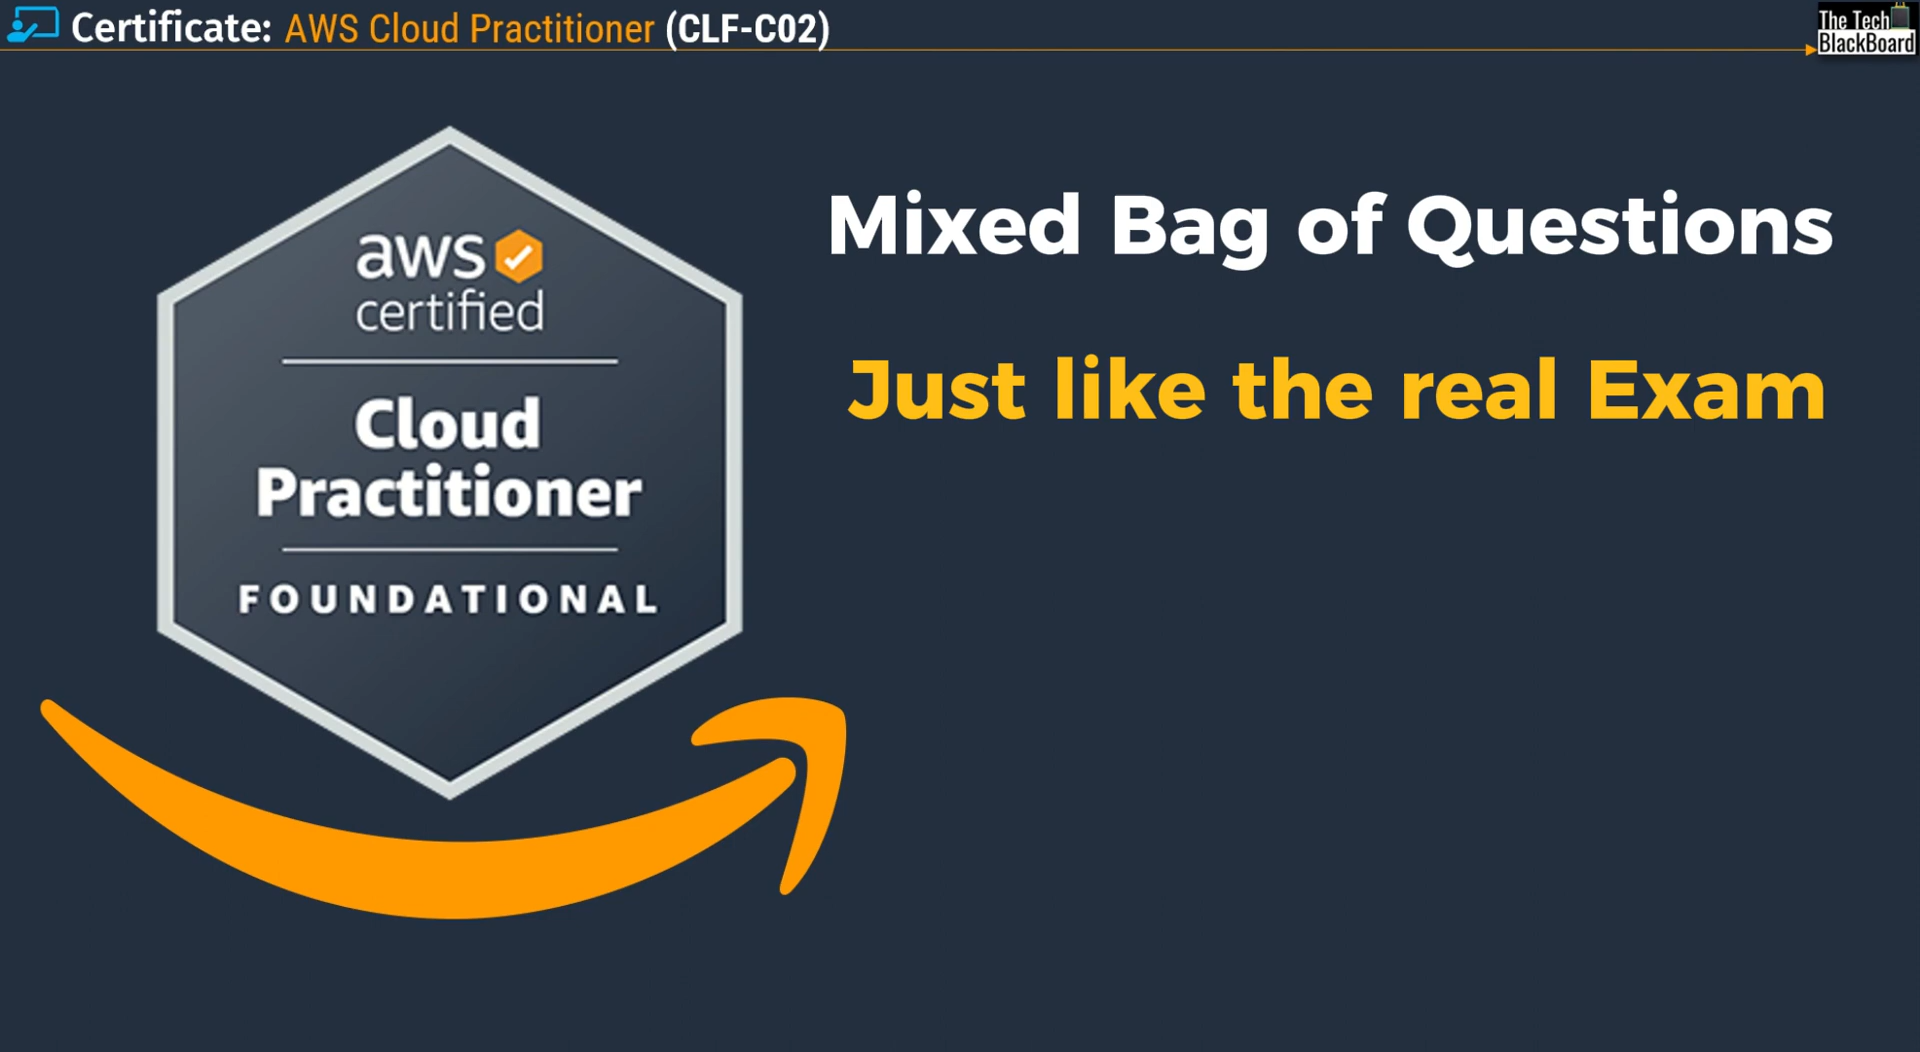 Certificate: AWS Cloud Practitioner (CLF-C02)
The Tech
BlackBoard
Mixed Bag of Questions
Just like the real Exam
aws
certified
Cloud
Practitioner
FOUNDATIONAL